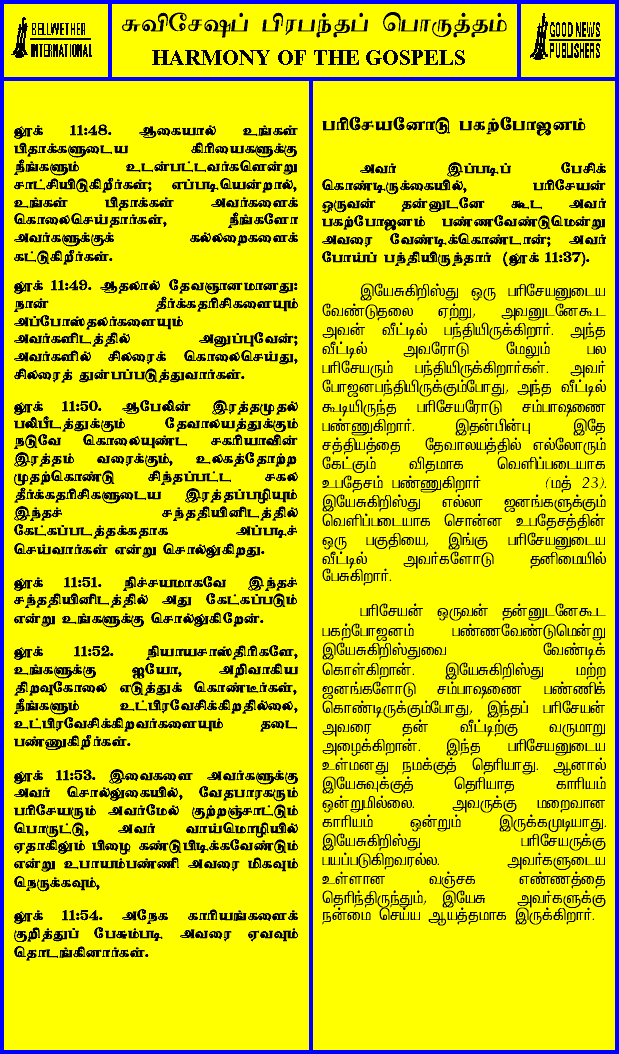 BELLWETHER
INTERNATIONAL
சுவிசேஷப் பிரபந்தப் பொருத்தம்
HARMONY OF THE GOSPELS
GOOD NEWS
PUBLISHERS
லூக் 11:48. ஆகையால் உங்கள்
பிதாக்களுடைய கிரியைகளுக்கு
நீங்களும் உடன்பட்டவர்களென்று
சாட்சியிடுகிறீர்கள்; எப்படியென்றால்,
உங்கள் பிதாக்கள் அவர்களைக்
கொலைசெய்தார்கள், நீங்களோ
அவர்களுக்குக் கல்லறைகளைக்
கட்டுகிறீர்கள்.
லூக் 11:49. ஆதலால் தேவஞானமானது:
நான் தீர்க்கதரிசிகளையும்
அப்போஸ்தலர்களையும்
அவர்களிடத்தில் அனுப்புவேன்;
அவர்களில் சிலரைக் கொலைசெய்து,
சிலரைத் துன்பப்படுத்துவார்கள்.
லூக் 11:50. ஆபேலின் இரத்தமுதல்
பலிபீடத்துக்கும் தேவாலயத்துக்கும்
நடுவே கொலையுண்ட சகரியாவின்
இரத்தம் வரைக்கும், உலகத்தோற்ற
முதற்கொண்டு சிந்தப்பட்ட சகல
தீர்க்கதரிசிகளுடைய இரத்தப்பழியும்
இந்தச் சந்ததியினிடத்தில்
கேட்கப்படத்தக்கதாக அப்படிச்
செய்வார்கள் என்று சொல்லுகிறது.
லூக் 11:51. நிச்சயமாகவே இந்தச்
சந்ததியினிடத்தில் அது கேட்கப்படும்
என்று உங்களுக்கு சொல்லுகிறேன்.
லூக் 11:52. நியாயசாஸ்திரிகளே,
உங்களுக்கு ஐயோ, அறிவாகிய
திறவுகோலை எடுத்துக் கொண்டீர்கள்,
நீங்களும் உட்பிரவேசிக்கிறதில்லை,
உட்பிரவேசிக்கிறவர்களையும் தடை
பண்ணுகிறீர்கள்.
லூக் 11:53. இவைகளை அவர்களுக்கு
அவர் சொல்லுகையில், வேதபாரகரும்
பரிசேயரும் அவர்மேல் குற்றஞ்சாட்டும்
பொருட்டு, அவர் வாய்மொழியில்
ஏதாகிலும் பிழை கண்டுபிடிக்கவேண்டும்
என்று உபாயம்பண்ணி அவரை மிகவும்
நெருக்கவும்,
லூக் 11:54. அநேக காரியங்களைக்
குறித்துப் பேசும்படி அவரை ஏவவும்
தொடங்கினார்கள்.
பரிசேயனோடு பகற்போஜனம்
அவர் இப்படிப் பேசிக்
கொண்டிருக்கையில், பரிசேயன்
ஒருவன் தன்னுடனே கூட அவர்
பகற்போஜனம் பண்ணவேண்டுமென்று
அவரை வேண்டிக்கொண்டான்; அவர்
போய்ப் பந்தியிருந்தார் (லூக் 11:37).
இயேசுகிறிஸ்து ஒரு பரிசேயனுடைய
வேண்டுதலை ஏற்று, அவனுடனேகூட
அவன் வீட்டில் பந்தியிருக்கிறார். அந்த
வீட்டில் அவரோடு மேலும் பல
பரிசேயரும் பந்தியிருக்கிறார்கள். அவர்
போஜனபந்தியிருக்கும்போது, அந்த வீட்டில்
கூடியிருந்த பரிசேயரோடு சம்பாஷணை
பண்ணுகிறார். இதன்பின்பு இதே
சத்தியத்தை தேவாலயத்தில் எல்லோரும்
கேட்கும் விதமாக வெளிப்படையாக
உபதேசம் பண்ணுகிறார் (மத் 23).
இயேசுகிறிஸ்து எல்லா ஜனங்களுக்கும்
வெளிப்படையாக சொன்ன உபதேசத்தின்
ஒரு பகுதியை, இங்கு பரிசேயனுடைய
வீட்டில் அவர்களோடு தனிமையில்
பேசுகிறார்.
பரிசேயன் ஒருவன் தன்னுடனேகூட
பகற்போஜனம் பண்ணவேண்டுமென்று
இயேசுகிறிஸ்துவை வேண்டிக்
கொள்கிறான். இயேசுகிறிஸ்து மற்ற
ஜனங்களோடு சம்பாஷணை பண்ணிக்
கொண்டிருக்கும்போது, இந்தப் பரிசேயன்
அவரை தன் வீட்டிற்கு வருமாறு
அழைக்கிறான். இந்த பரிசேயனுடைய
உள்மனது நமக்குத் தெரியாது. ஆனால்
இயேசுவுக்குத் தெரியாத காரியம்
ஒன்றுமில்லை. அவருக்கு மறைவான
காரியம் ஒன்றும் இருக்கமுடியாது.
இயேசுகிறிஸ்து பரிசேயருக்கு
பயப்படுகிறவரல்ல. அவர்களுடைய
உள்ளான வஞ்சக எண்ணத்தை
தெரிந்திருந்தும், இயேசு அவர்களுக்கு
நன்மை செய்ய ஆயத்தமாக இருக்கிறார்.